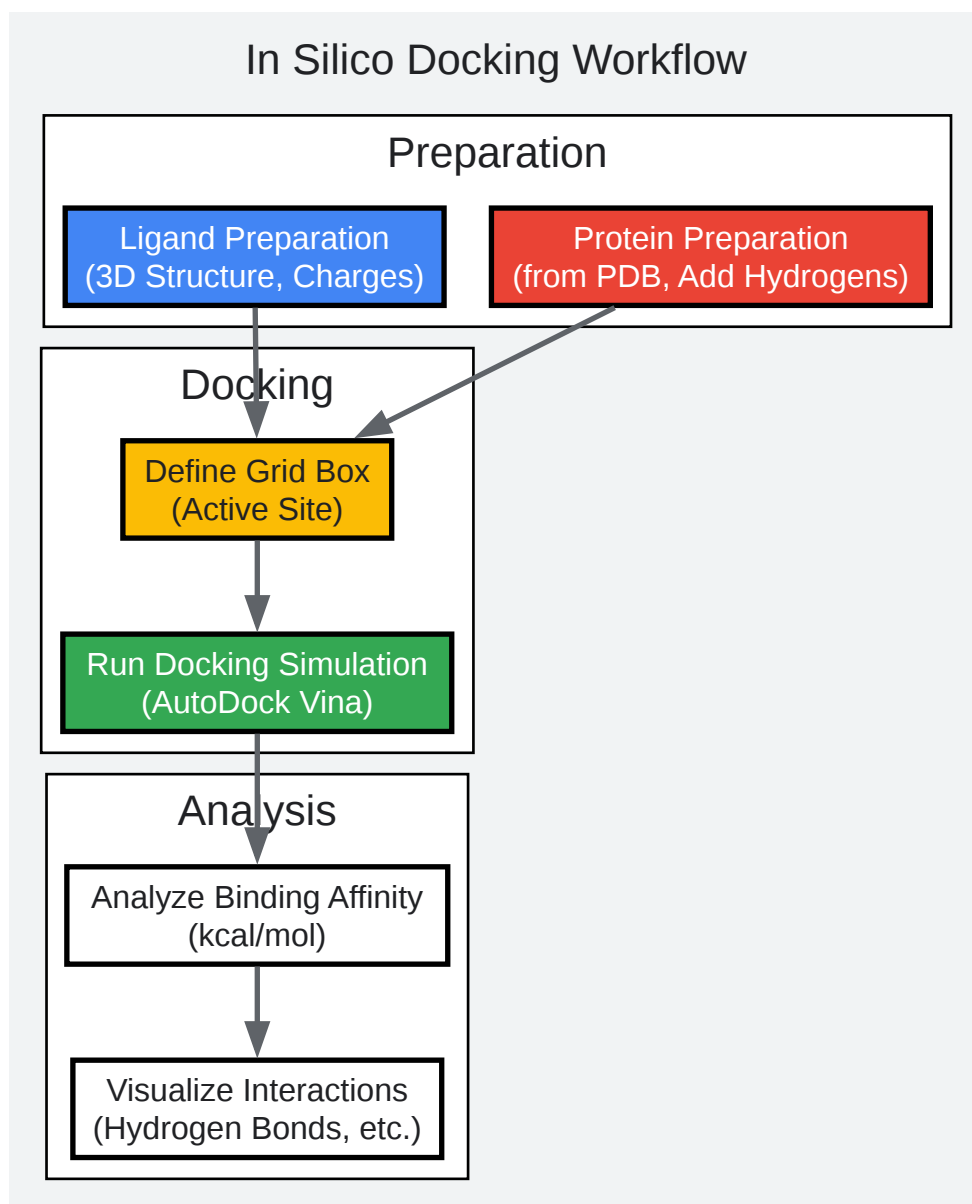 In Silico Docking Workflow
Preparation
Ligand Preparation
(3D Structure, Charges)
Protein Preparation
(from PDB, Add Hydrogens)
Docking
Define Grid Box
(Active Site)
Run Docking Simulation
(AutoDock Vina)
Analysis
Analyze Binding Affinity
(kcal/mol)
Visualize Interactions
(Hydrogen Bonds, etc.)